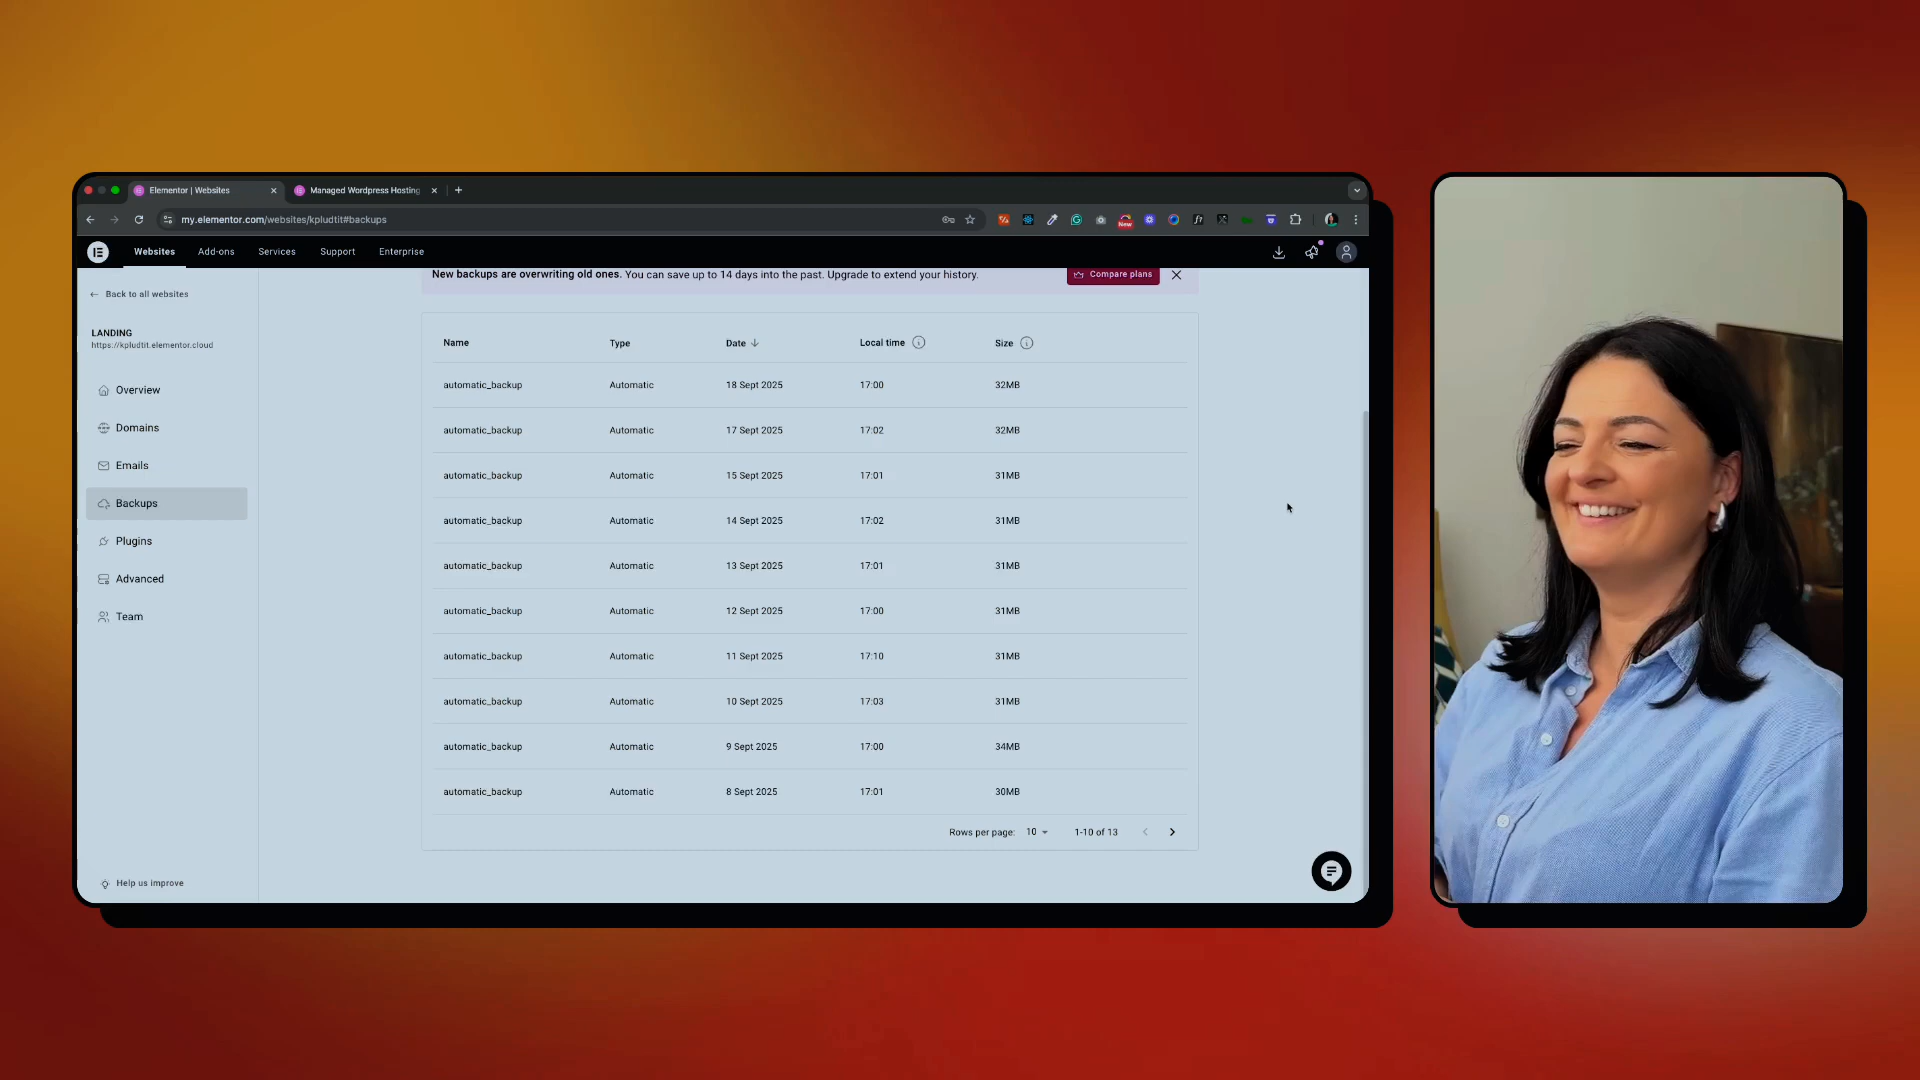 Elementor | Websites
Managed Wordpress Hosting
my.elementor.com/websites/kpludtit#backups
New
Websites Add-ons Services Support Enterprise
Back to all websites
LANDING
https://kpludtit.elementor.cloud
Overview
Domains
Emails
Backups
Plugins
Advanced
Team
Help us improve
New backups are overwriting old ones. You can save up to 14 days into the past. Upgrade to extend your history.
Compare plans
Name Type Date Local time Size
automatic_backup Automatic 18 Sept 2025 17:00 32MB
automatic_backup Automatic 17 Sept 2025 17:02 32MB
automatic_backup Automatic 15 Sept 2025 17:01 31MB
automatic_backup Automatic 14 Sept 2025 17:02 31MB
automatic_backup Automatic 13 Sept 2025 17:01 31MB
automatic_backup Automatic 12 Sept 2025 17:00 31MB
automatic_backup Automatic 11 Sept 2025 17:10 31MB
automatic_backup Automatic 10 Sept 2025 17:03 31MB
automatic_backup Automatic 9 Sept 2025 17:00 34MB
automatic_backup Automatic 8 Sept 2025 17:01 30MB
Rows per page: 10 1-10 of 13